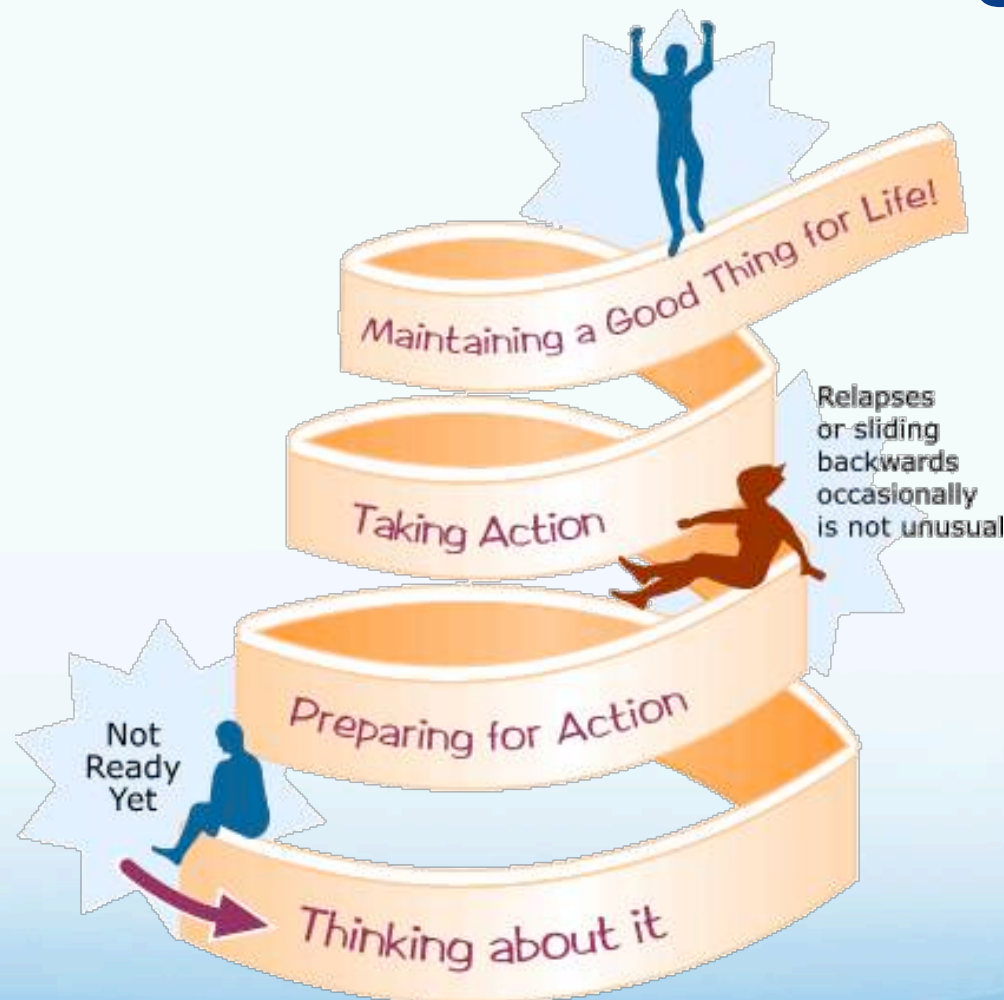 Maintaining a Good Thing for Life!
Relapses
or sliding
backwards
occasionally
is not unusual
Taking Action
Preparing for Action
Not
Ready
Yet
Thinking about it